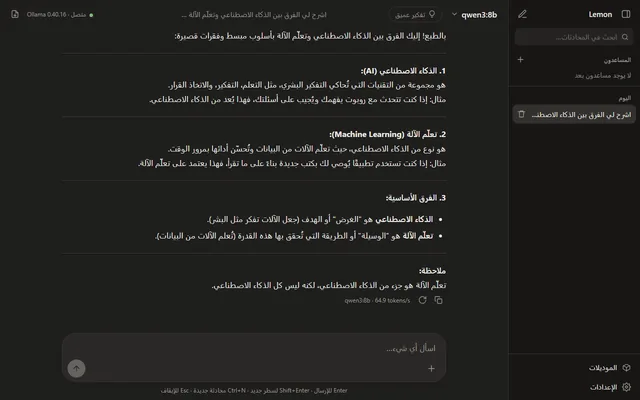 Lemon
ابحث في المحادثات...
المساعدون
لا يوجد مساعدون بعد
اليوم
اشرح لي الفرق بين الذكاء الاصطنـ...
الموديلات
الإعدادات
qwen3:8b
تفكير عميق
اشرح لي الفرق بين الذكاء الاصطناعي وتعلّم الآلة ...
متصل · Ollama 0.40.16
بالطبع! إليك الفرق بين الذكاء الاصطناعي وتعلّم الآلة بأسلوب مبسط وفقرات قصيرة:
1. الذكاء الاصطناعي (AI):
هو مجموعة من التقنيات التي تُحاكي التفكير البشري، مثل التعلم، التفكير، والاتخاذ القرار.
مثال: إذا كنت تتحدث مع روبوت يفهمك ويُجيب على أسئلتك، فهذا يُعد من الذكاء الاصطناعي.
2. تعلّم الآلة (Machine Learning):
هو نوع من الذكاء الاصطناعي، حيث تعلّم الآلات من البيانات وتُحسّن أدائها بمرور الوقت.
مثال: إذا كنت تستخدم تطبيقًا يُوصي لك بكتب جديدة بناءً على ما تقرأ، فهذا يعتمد على تعلّم الآلة.
3. الفرق الأساسية:
• الذكاء الاصطناعي هو "الغرض" أو الهدف (جعل الآلات تفكر مثل البشر).
• تعلّم الآلة هو "الوسيلة" أو الطريقة التي تُحقق بها هذه القدرة (تُعلم الآلات من البيانات).
ملاحظة:
تعلّم الآلة هو جزء من الذكاء الاصطناعي، لكنه ليس كل الذكاء الاصطناعي.
qwen3:8b · 64.9 tokens/s
اسأل أي شيء...
Enter للإرسال · Shift+Enter لسطر جديد · Ctrl+N محادثة جديدة · Esc للإيقاف